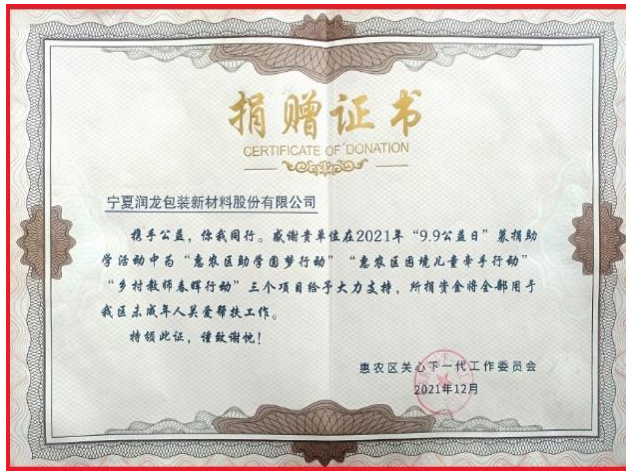 捐赠证书
CERTIFICATE OF DONATION
宁夏润龙包装新材料股份有限公司
携手公益，你我同行。感谢贵单位在2021年“9.9公益日”募捐助
学活动中为“惠农区助学圆梦行动”“惠农区困境儿童牵手行动”
“乡村教师春晖行动”三个项目给予大力支持，所捐资金将全部用于
我区未成年人关爱帮扶工作。
特颁此证，谨致谢忱！
惠农区关心下一代工作委员会
2021年12月